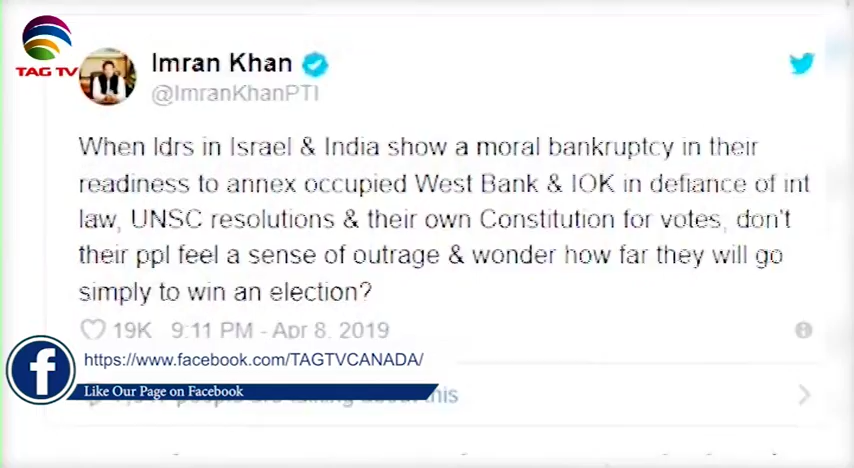 TAG TV
Imran Khan
@ImranKhanPTI
When ldrs in Israel & India show a moral bankruptcy in their
readiness to annex occupied West Bank & IOK in defiance of int
law, UNSC resolutions & their own Constitution for votes, don't
their ppl feel a sense of outrage & wonder how far they will go
simply to win an election?
19K 9:11 PM - Apr 8, 2019
https://www.facebook.com/TAGTVCANADA/
Like Our Page on Facebook
this